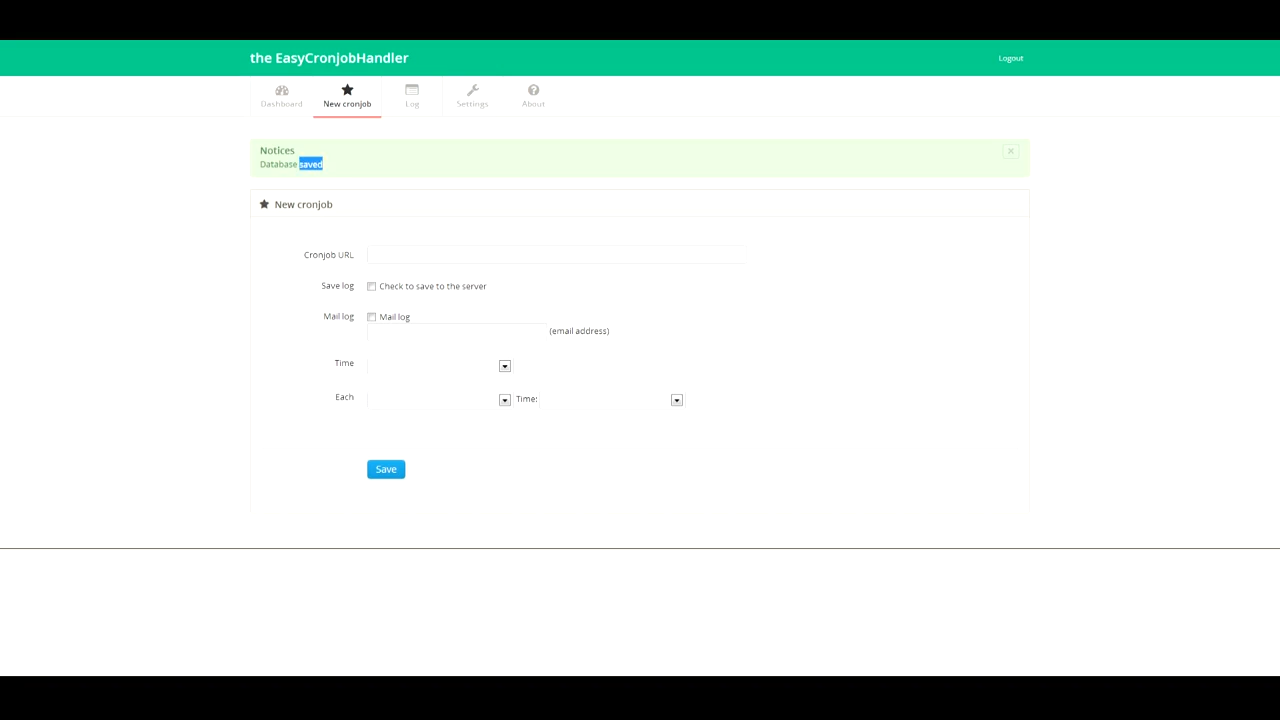 the EasyCronjobHandler
Logout
Dashboard
New cronjob
Log
Settings
About
Notices
Database saved
New cronjob
Cronjob URL
Save log
Check to save to the server
Mail log
Mail log
(email address)
Time
Each
Time:
Save